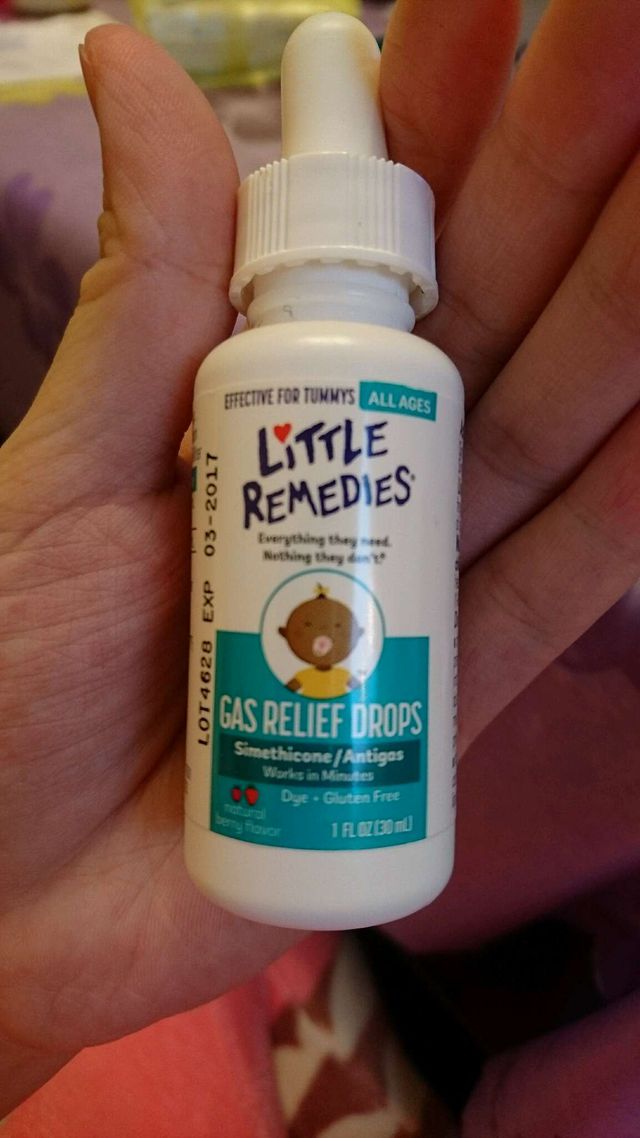 EFFECTIVE FOR TUMMYS ALL AGES
LiTTLE
REMEDIES®
Everything they need.
Nothing they don't®
GAS RELIEF DROPS
Simethicone/Antigas
Works in Minutes
Dye - Gluten Free
natural
berry flavor
1 FL OZ (30 mL)
LOT4628 EXP 03-2017